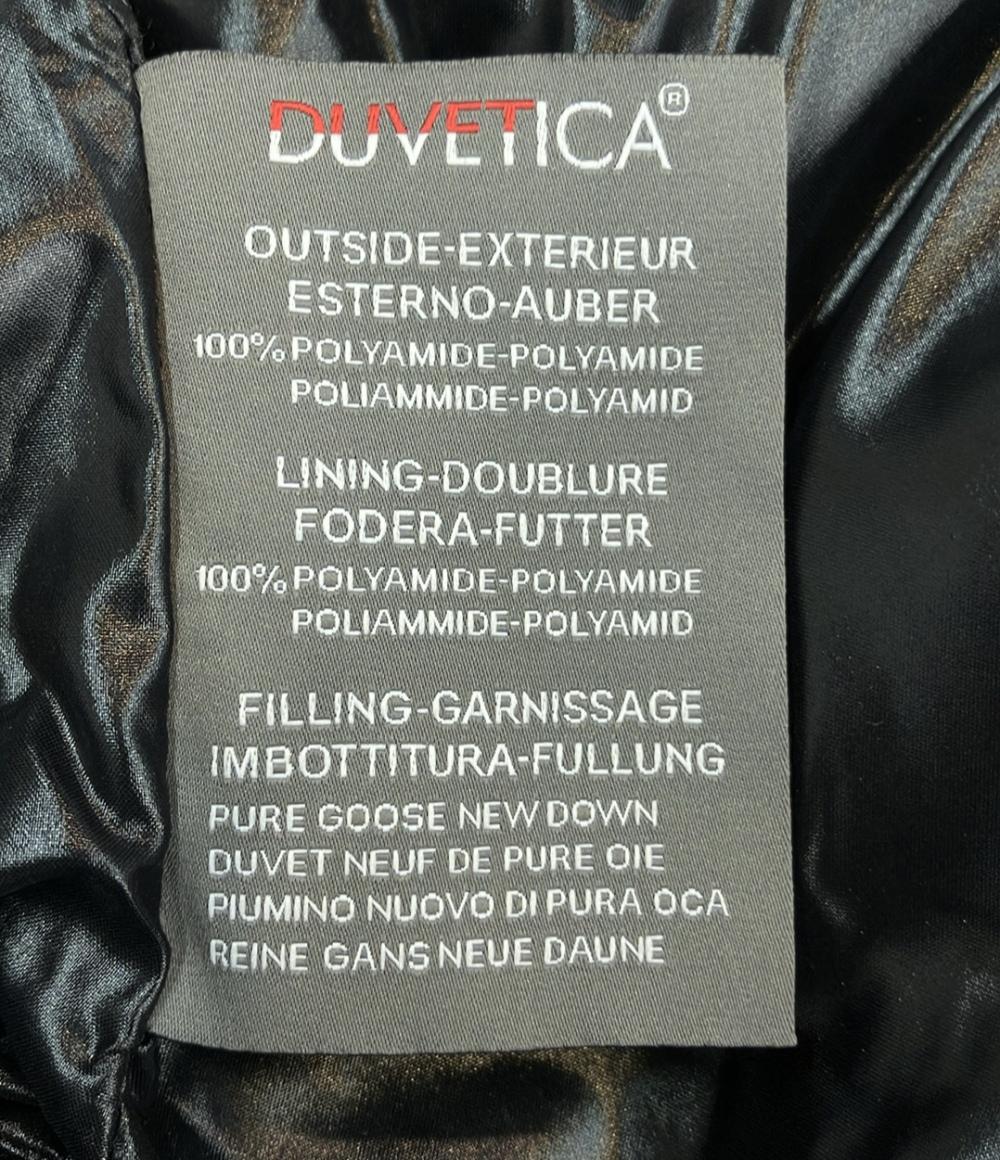 DUVETICA®
OUTSIDE-EXTERIEUR
ESTERNO-AUBER
100% POLYAMIDE-POLYAMIDE
POLIAMMIDE-POLYAMID
LINING-DOUBLURE
FODERA-FUTTER
100% POLYAMIDE-POLYAMIDE
POLIAMMIDE-POLYAMID
FILLING-GARNISSAGE
IMBOTTITURA-FULLUNG
PURE GOOSE NEW DOWN
DUVET NEUF DE PURE OIE
PIUMINO NUOVO DI PURA OCA
REINE GANS NEUE DAUNE